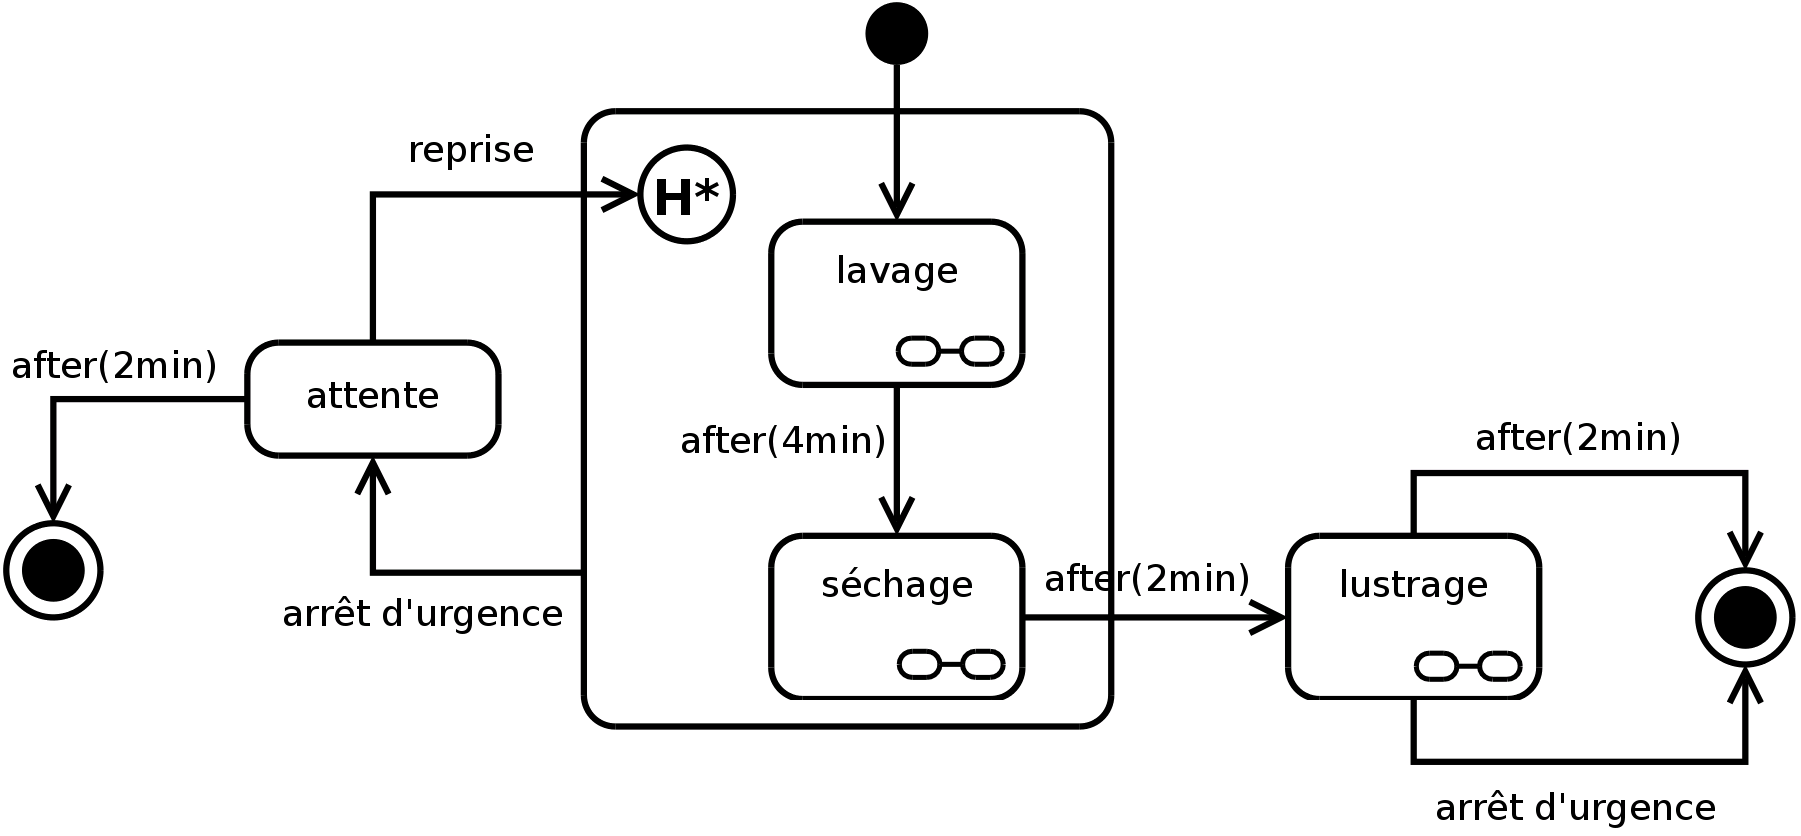 reprise
H*
lavage
after(2min)
attente
after(4min)
after(2min)
séchage
after(2min)
lustrage
arrêt d'urgence
arrêt d'urgence